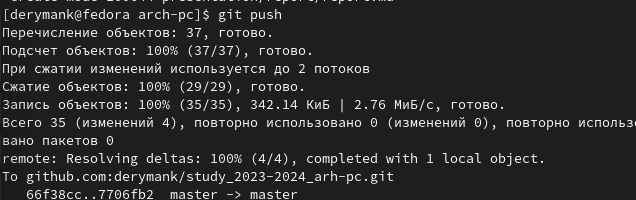 [derymank@fedora arch-pc]$ git push
Перечисление объектов: 37, готово.
Подсчет объектов: 100% (37/37), готово.
При сжатии изменений используется до 2 потоков
Сжатие объектов: 100% (29/29), готово.
Запись объектов: 100% (35/35), 342.14 КиБ | 2.76 МиБ/с, готово.
Всего 35 (изменений 4), повторно использовано 0 (изменений 0), повторно использо
вано пакетов 0
remote: Resolving deltas: 100% (4/4), completed with 1 local object.
To github.com:derymank/study_2023-2024_arh-pc.git
66f38cc..7706fb2 master -> master